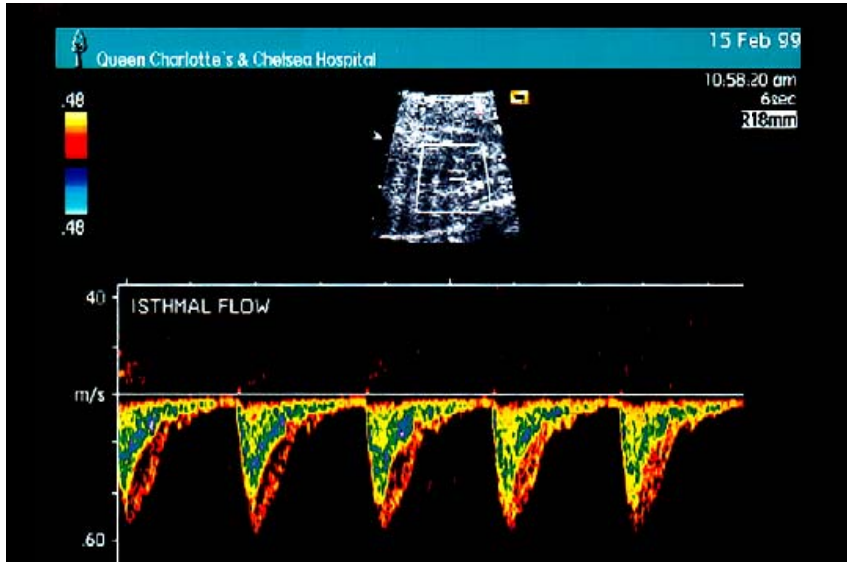 Queen Charlotte's & Chelsea Hospital
15 Feb 99
10:58:20 am
6sec
R18mm
.48
.48
40
ISTHMAL FLOW
m/s
.60